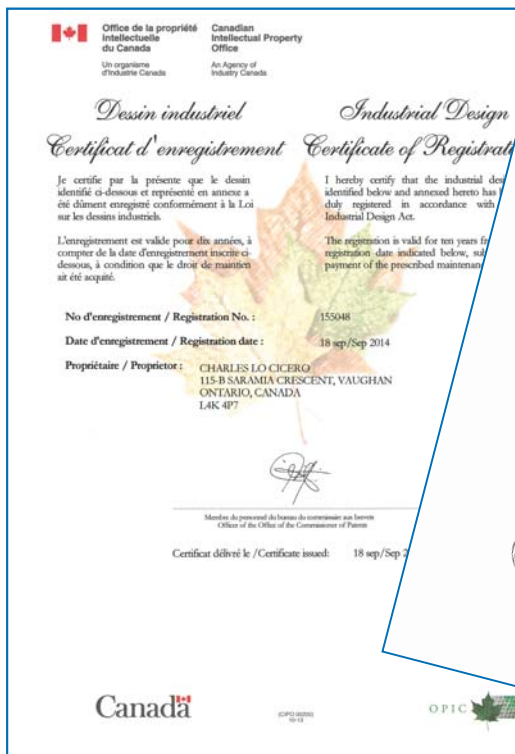 Office de la propriété
Intellectuelle
du Canada
Un organisme
d'Industrie Canada
Canadian
Intellectual Property
Office
An Agency of
Industry Canada
Dessin industriel
Certificat d'enregistrement
Je certifie par la présente que le dessin
identifié ci-dessous et représenté en annexe a
été dûment enregistré conformément à la Loi
sur les dessins industriels.
L'enregistrement est valide pour dix années, à
compter de la date d'enregistrement inscrite ci-
dessous, à condition que le droit de maintien
ait été acquité.
Industrial Design
Certificate of
I hereby certify that the industrial
identified below and annexed hereto has
duly registered in accordance with
Industrial Design Act.
The registration is valid for ten years
registration date indicated below,
payment of the prescribed
No d'enregistrement / Registration No. : 155048
Date d'enregistrement / Registration date : 18 sep/Sep 2014
Propriétaire / Proprietor : CHARLES LO CICERO
115-B SARAMIA CRESCENT, VAUGHAN
ONTARIO, CANADA
L4K 4P7
Membre du personnel du bureau du commissaire aux brevets
Officer of the Office of the Commissioner of Patents
Certificat délivré le /Certificate issued: 18 sep/Sep
Canada
(CIPO 00200)
10-13
OPIC